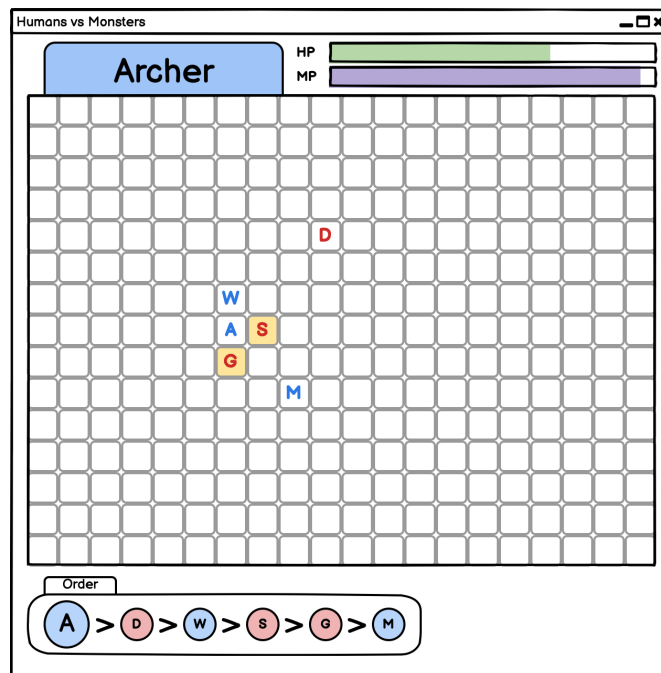 Humans vs Monsters
Archer
HP
MP
D
W
A S
G
M
Order
A > D > W > S > G > M